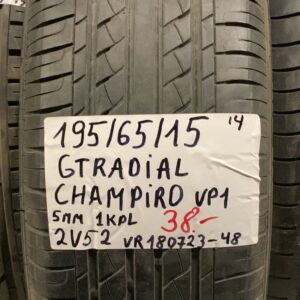 195/65/15 '14
GTRADiAL
CHAMPiRO VP1
5MM 1KPL 38.-
2V52 VR180723-48